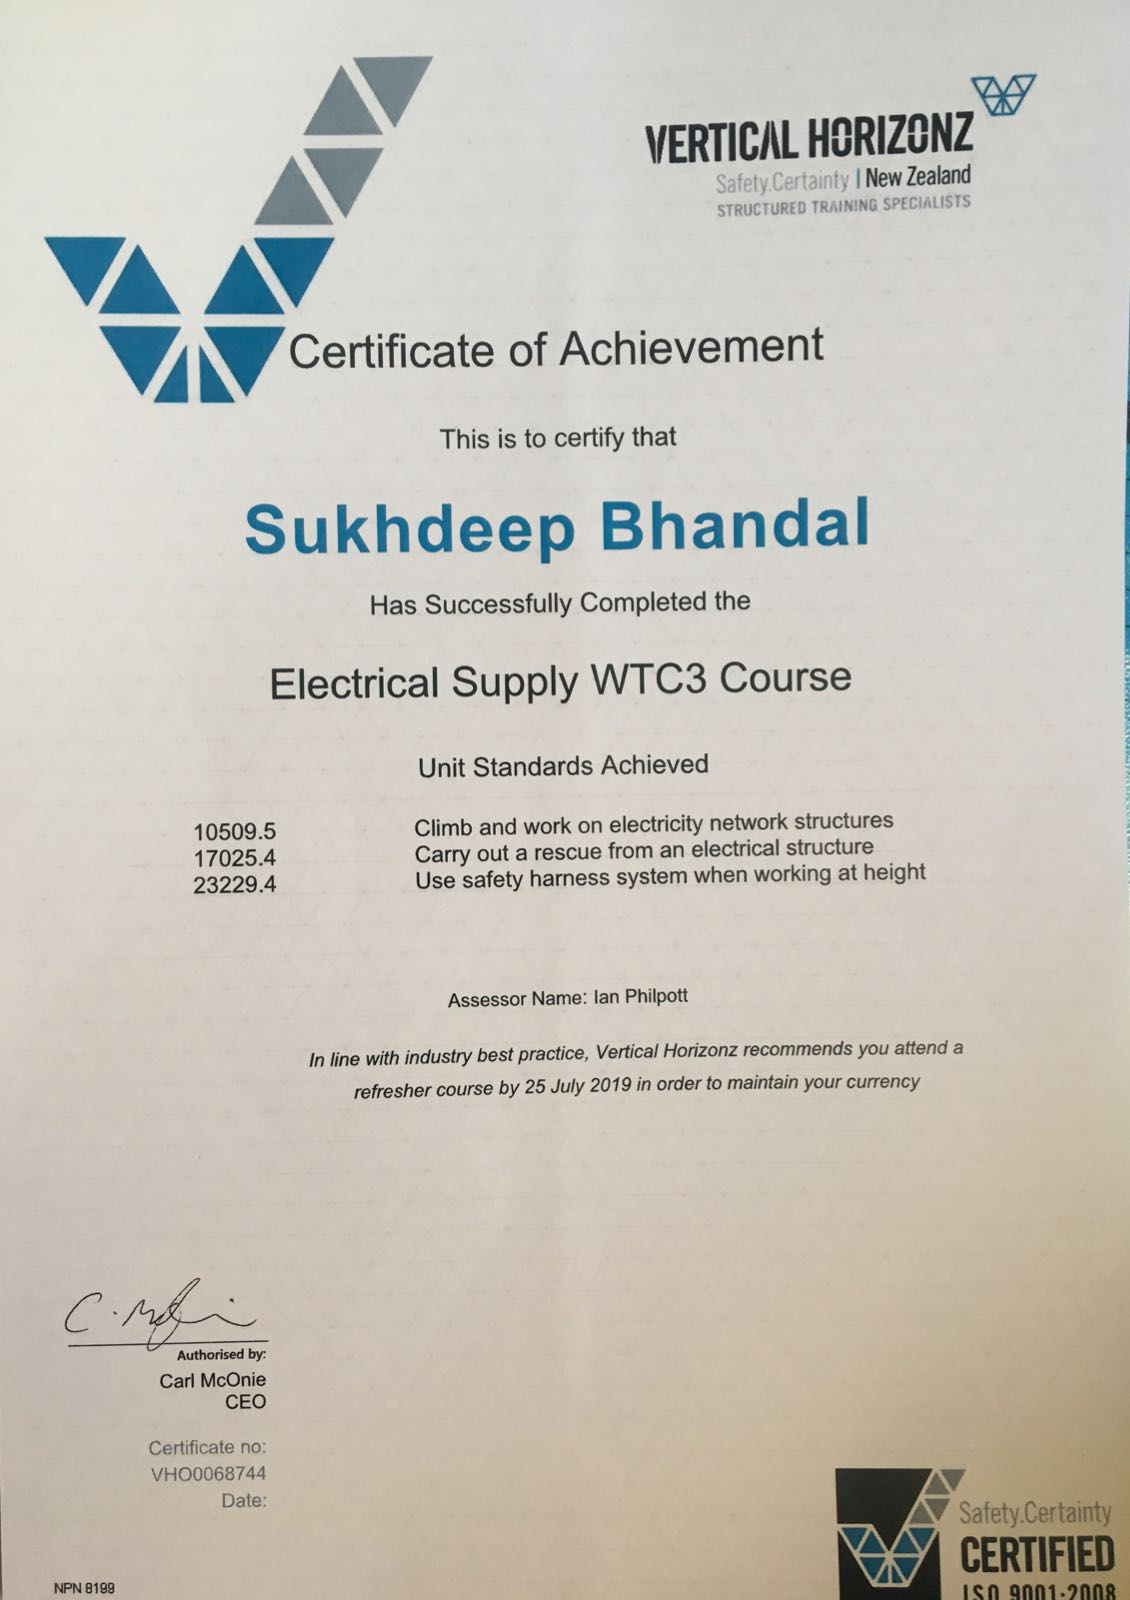 VERTICAL HORIZONZ
Safety.Certainty | New Zealand
STRUCTURED TRAINING SPECIALISTS
Certificate of Achievement
This is to certify that
Sukhdeep Bhandal
Has Successfully Completed the
Electrical Supply WTC3 Course
Unit Standards Achieved
10509.5 Climb and work on electricity network structures
17025.4 Carry out a rescue from an electrical structure
23229.4 Use safety harness system when working at height
Assessor Name: Ian Philpott
In line with industry best practice, Vertical Horizonz recommends you attend a
refresher course by 25 July 2019 in order to maintain your currency
Authorised by:
Carl McOnie
CEO
Certificate no:
VHO0068744
Date:
NPN 8199
Safety.Certainty
CERTIFIED
ISO 9001:2008